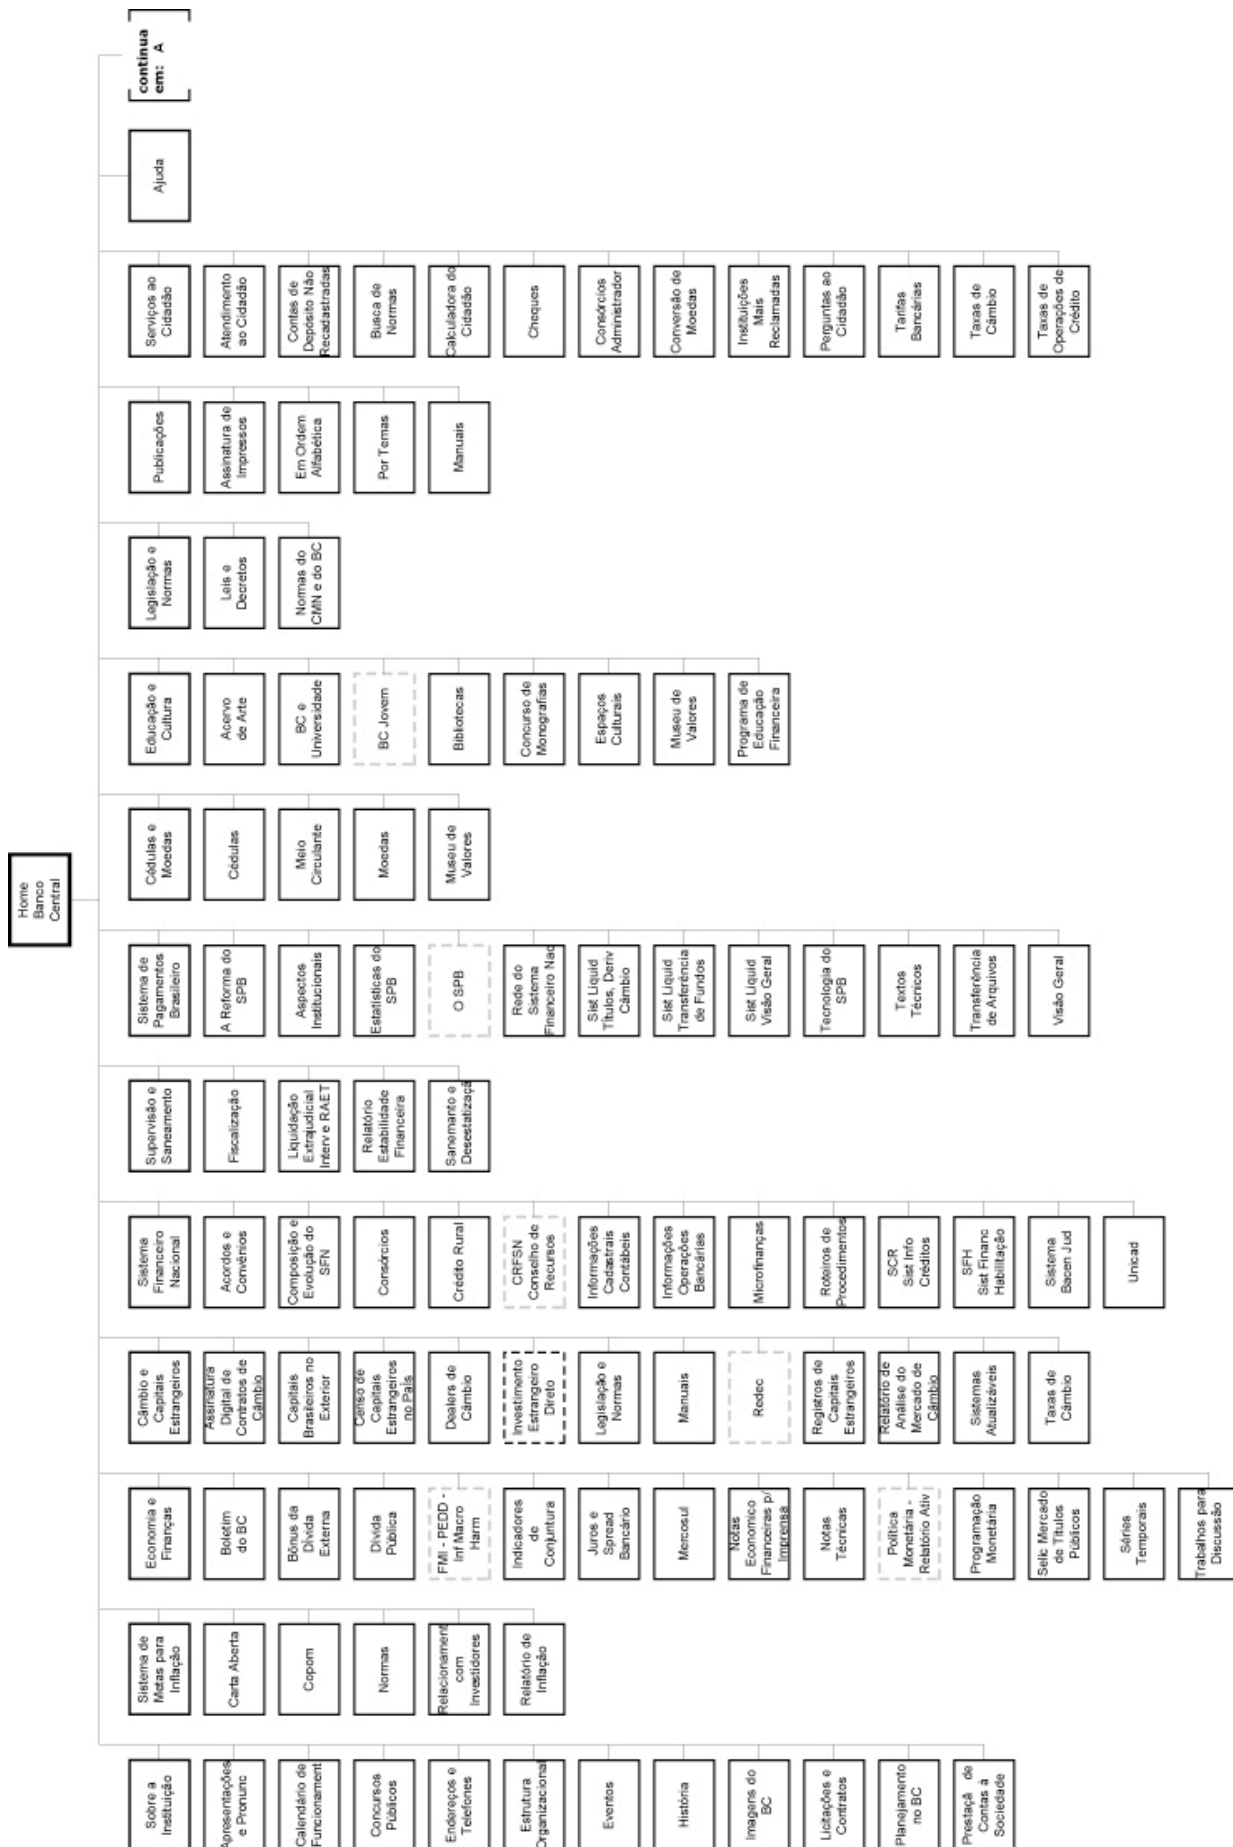 Home
Banco
Central
Sobre a
Instituição
Apresentações
e Pronunc
Calendário de
Funcionament
Concursos
Públicos
Endereços e
Telefones
Estrutura
Organizacional
Eventos
História
Imagens do
BC
Licitações e
Contratos
Planejamento
no BC
Prestaçã de
Contas à
Sociedade
Sistema de
Metas para
Inflação
Carta Aberta
Copom
Normas
Relacionament
com
Investidores
Relatório de
Inflação
Economia e
Finanças
Boletim
do BC
Bônus da
Dívida
Externa
Dívida
Pública
FMI - PEDD -
Inf Macro
Harm
Indicadores
de
Conjuntura
Juros e
Spread
Bancário
Mercosul
Notas
Economico
Financeiras p/
Imprensa
Notas
Técnicas
Política
Monetária -
Relatório Ativ
Programação
Monetária
Selic Mercado
de Títulos
Públicos
Séries
Temporais
Trabalhos para
Discussão
Câmbio e
Capitais
Estrangeiros
Assinatura
Digital de
Contratos de
Câmbio
Capitais
Brasileiros no
Exterior
Censo de
Capitais
Estrangeiros
no País
Dealers de
Câmbio
Investimento
Estrangeiro
Direto
Legislação e
Normas
Manuais
Redec
Registros de
Capitais
Estrangeiros
Relatório de
Análise do
Mercado de
Câmbio
Sistemas
Atualizáveis
Taxas de
Câmbio
Sistema
Financeiro
Nacional
Acordos e
Convênios
Composição e
Evolução do
SFN
Consórcios
Crédito Rural
CRFSN
Conselho de
Recursos
Informações
Cadastrais
Contábeis
Informações
Operações
Bancárias
Microfinanças
Roteiros de
Procedimentos
SCR
Sist Info
Créditos
SFH
Sist Financ
Habilitação
Sistema
Bacen Jud
Unicad
Supervisão e
Saneamento
Fiscalização
Liquidação
Extrajudicial
Interv e RAET
Relatório
Estabilidade
Financeira
Sanemanto e
Desestatizaçã
Sistema de
Pagamentos
Brasileiro
A Reforma do
SPB
Aspectos
Institucionais
Estatísticas do
SPB
O SPB
Rede do
Sistema
Financeiro Nac
Sist Liquid
Títulos, Deriv
Câmbio
Sist Liquid
Transferência
de Fundos
Sist Liquid
Visão Geral
Tecnologia do
SPB
Textos
Técnicos
Transferência
de Arquivos
Visão Geral
Cédulas e
Moedas
Cédulas
Meio
Circulante
Moedas
Museu de
Valores
Educação e
Cultura
Acervo
de Arte
BC e
Universidade
BC Jovem
Bibliotecas
Concurso de
Monografias
Espaços
Culturais
Museu de
Valores
Programa de
Educação
Financeira
Legislação e
Normas
Leis e
Decretos
Normas do
CMN e do BC
Publicações
Assinatura de
Impressos
Em Ordem
Alfabética
Por Temas
Manuais
Serviços ao
Cidadão
Atendimento
ao Cidadão
Contas de
Depósito Não
Recadastradas
Busca de
Normas
Calculadora do
Cidadão
Cheques
Consórcios
Administrador
Conversão de
Moedas
Instituições
Mais
Reclamadas
Perguntas ao
Cidadão
Tarifas
Bancárias
Taxas de
Câmbio
Taxas de
Operações de
Crédito
Ajuda
continua
em: A